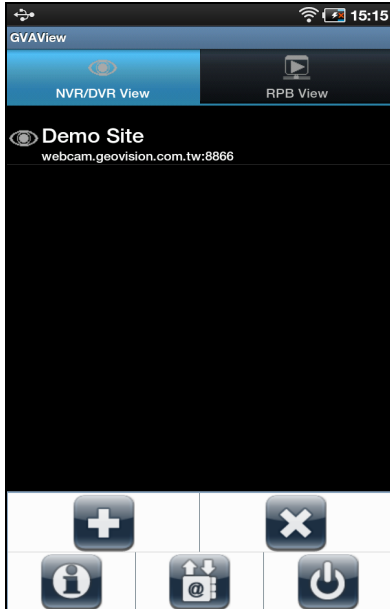 15:15
GVAView
NVR/DVR View
RPB View
Demo Site
webcam.geovision.com.tw:8866
@